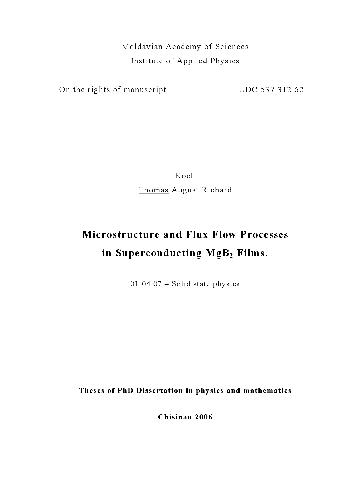 Moldavian Academy of Sciences
Institute of Applied Physics
On the rights of manuscript UDC 537.312.62
Thomas August Richard
Microstructure and Flux Flow Processes
in Superconducting MgB₂ Films.
01.04.07 – Solid state physics
Theses of PhD Dissertation in physics and mathematics
Chisinau 2006